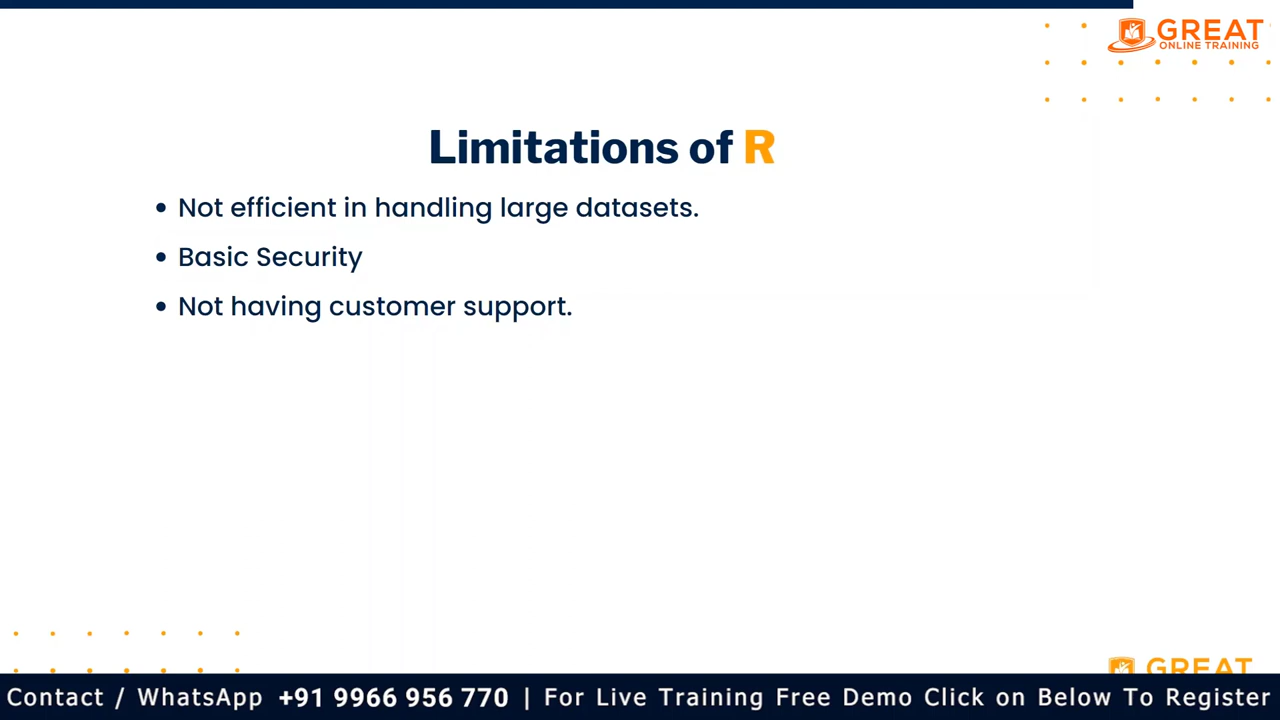 GREAT
ONLINE TRAINING
Limitations of R
• Not efficient in handling large datasets.
• Basic Security
• Not having customer support.
GREAT
Contact / WhatsApp +91 9966 956 770 | For Live Training Free Demo Click on Below To Register